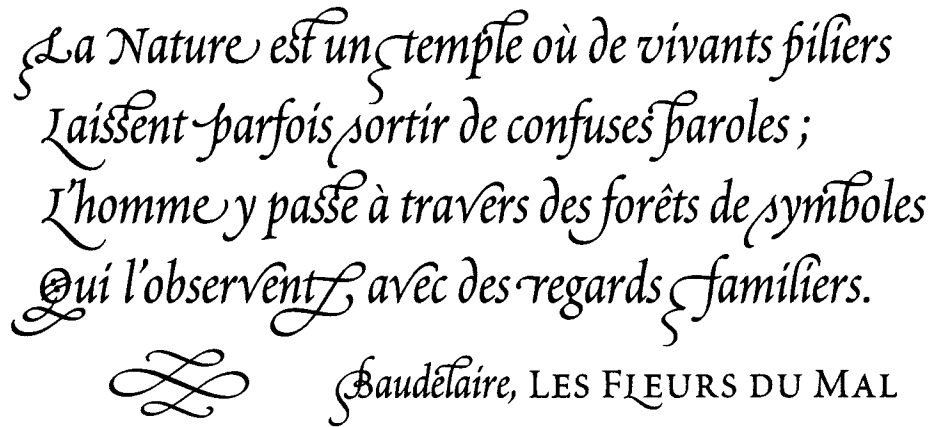 La Nature est un temple où de vivants piliers
Laissent parfois sortir de confuses paroles ;
L'homme y passe à travers des forêts de symboles
Qui l'observent avec des regards familiers.
Baudelaire, LES FLEURS DU MAL